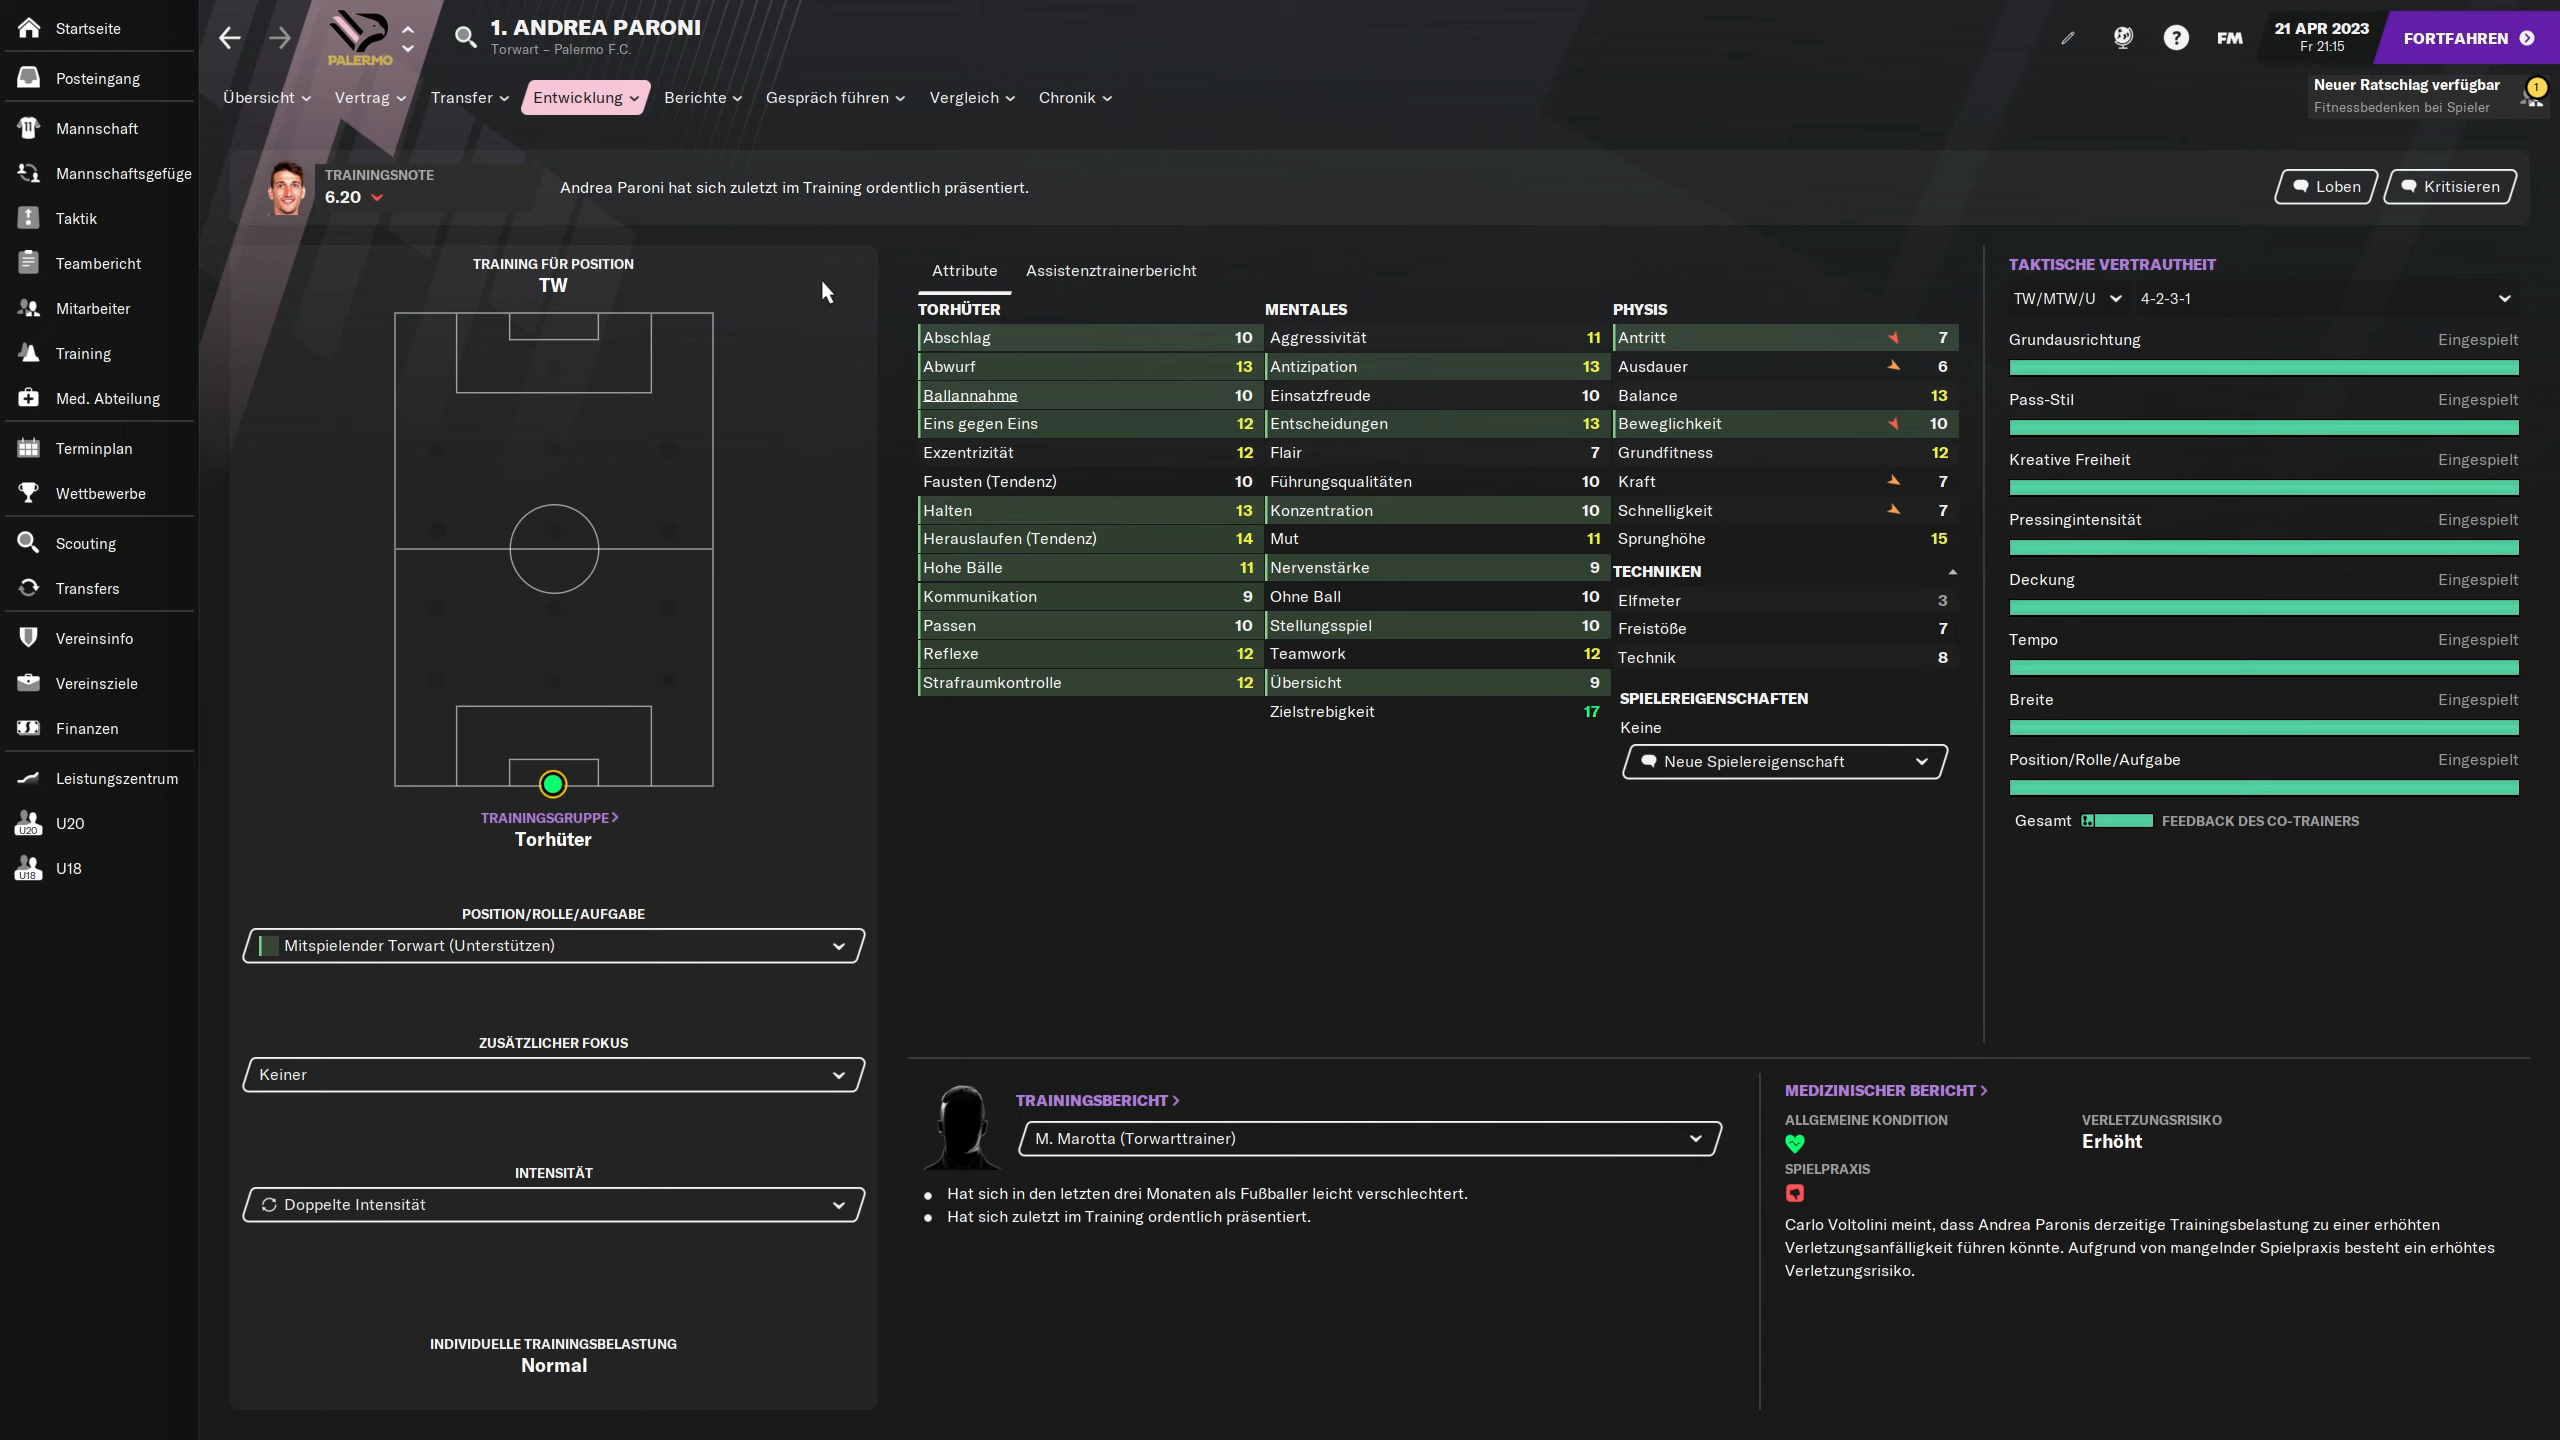 Startseite
Posteingang
Mannschaft
Mannschaftsgefüge
Taktik
Teambericht
Mitarbeiter
Training
Med. Abteilung
Terminplan
Wettbewerbe
Scouting
Transfers
Vereinsinfo
Vereinsziele
Finanzen
Leistungszentrum
U20 U20
U18 U18
PALERMO
1. ANDREA PARONI
Torwart – Palermo F.C.
FM
21 APR 2023
Fr 21:15
FORTFAHREN
Übersicht Vertrag Transfer Entwicklung Berichte Gespräch führen Vergleich Chronik
Neuer Ratschlag verfügbar 1
Fitnessbedenken bei Spieler
TRAININGSNOTE
6.20
Andrea Paroni hat sich zuletzt im Training ordentlich präsentiert.
Loben Kritisieren
TRAINING FÜR POSITION
TW
TRAININGSGRUPPE
Torhüter
POSITION/ROLLE/AUFGABE
Mitspielender Torwart (Unterstützen)
ZUSÄTZLICHER FOKUS
Keiner
INTENSITÄT
Doppelte Intensität
INDIVIDUELLE TRAININGSBELASTUNG
Normal
Attribute Assistenztrainerbericht
TORHÜTER
Abschlag 10
Abwurf 13
Ballannahme 10
Eins gegen Eins 12
Exzentrizität 12
Fausten (Tendenz) 10
Halten 13
Herauslaufen (Tendenz) 14
Hohe Bälle 11
Kommunikation 9
Passen 10
Reflexe 12
Strafraumkontrolle 12
MENTALES
Aggressivität 11
Antizipation 13
Einsatzfreude 10
Entscheidungen 13
Flair 7
Führungsqualitäten 10
Konzentration 10
Mut 11
Nervenstärke 9
Ohne Ball 10
Stellungsspiel 10
Teamwork 12
Übersicht 9
Zielstrebigkeit 17
PHYSIS
Antritt 7
Ausdauer 6
Balance 13
Beweglichkeit 10
Grundfitness 12
Kraft 7
Schnelligkeit 7
Sprunghöhe 15
TECHNIKEN
Elfmeter 3
Freistöße 7
Technik 8
SPIELEREIGENSCHAFTEN
Keine
Neue Spielereigenschaft
TAKTISCHE VERTRAUTHEIT
TW/MTW/U 4-2-3-1
Grundausrichtung Eingespielt
Pass-Stil Eingespielt
Kreative Freiheit Eingespielt
Pressingintensität Eingespielt
Deckung Eingespielt
Tempo Eingespielt
Breite Eingespielt
Position/Rolle/Aufgabe Eingespielt
Gesamt FEEDBACK DES CO-TRAINERS
TRAININGSBERICHT
M. Marotta (Torwarttrainer)
Hat sich in den letzten drei Monaten als Fußballer leicht verschlechtert.
Hat sich zuletzt im Training ordentlich präsentiert.
MEDIZINISCHER BERICHT
ALLGEMEINE KONDITION
VERLETZUNGSRISIKO
Erhöht
SPIELPRAXIS
Carlo Voltolini meint, dass Andrea Paronis derzeitige Trainingsbelastung zu einer erhöhten
Verletzungsanfälligkeit führen könnte. Aufgrund von mangelnder Spielpraxis besteht ein erhöhtes
Verletzungsrisiko.